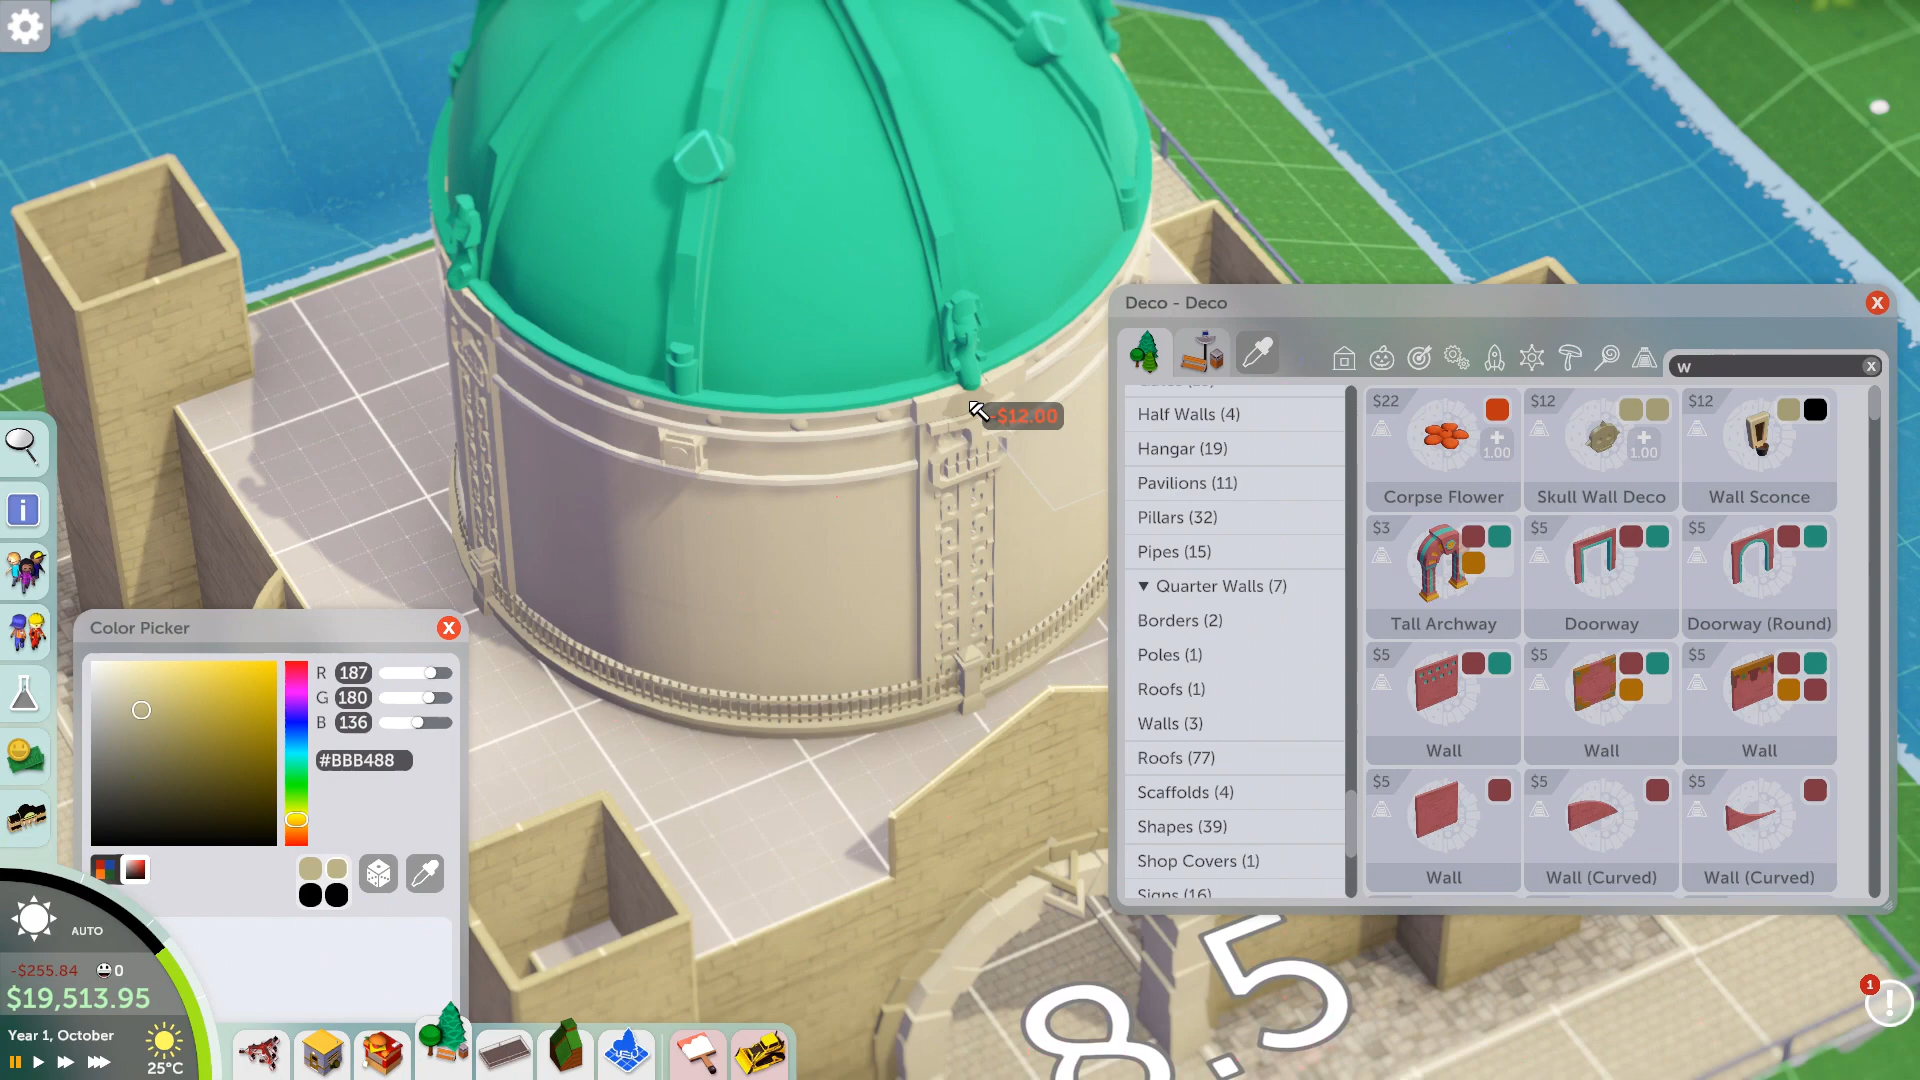 Deco - Deco
X
w
x
Half Walls (4)
Hangar (19)
Pavilions (11)
Pillars (32)
Pipes (15)
▼ Quarter Walls (7)
Borders (2)
Poles (1)
Roofs (1)
Walls (3)
Roofs (77)
Scaffolds (4)
Shapes (39)
Shop Covers (1)
Signs (16)
$22
+
1.00
Corpse Flower
$12
+
1.00
Skull Wall Deco
$12
Wall Sconce
$3
Tall Archway
$5
Doorway
$5
Doorway (Round)
$5
Wall
$5
Wall
$5
Wall
$5
Wall
$5
Wall (Curved)
$5
Wall (Curved)
-$12.00
Color Picker
X
R 187
G 180
B 136
#BBB488
i
AUTO
-$255.84
0
$19,513.95
Year 1, October
25°C
8.5
1
!